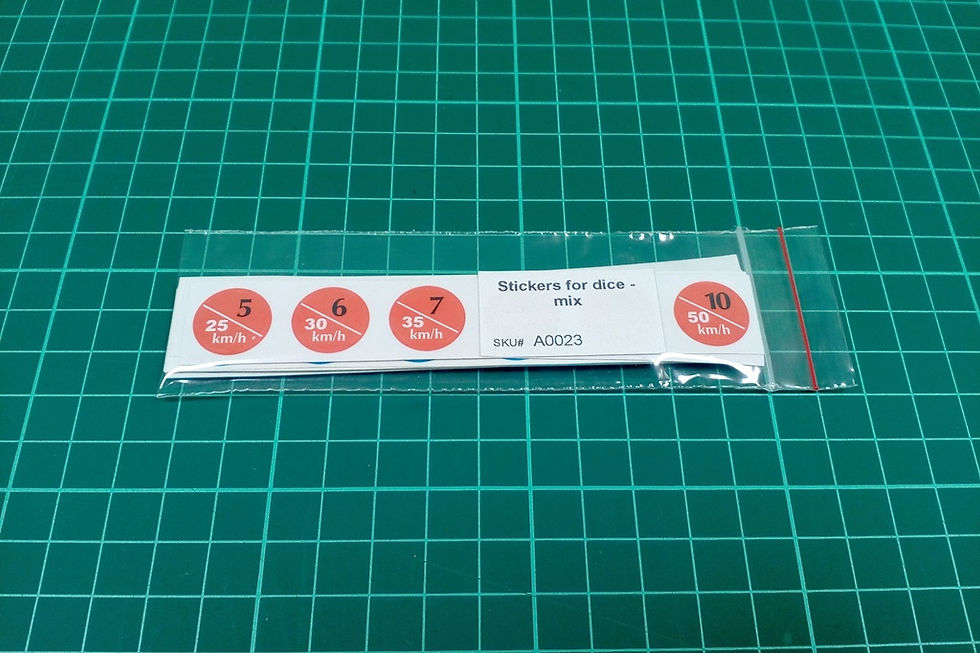 5
25
km/h
6
30
km/h
7
35
km/h
Stickers for dice -
mix
SKU# A0023
10
50
km/h